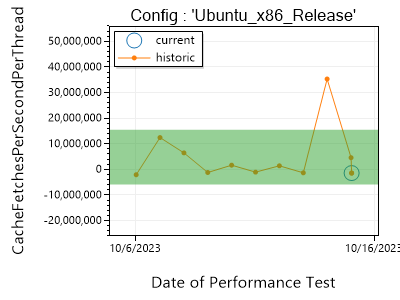 Config : 'Ubuntu_x86_Release'
current
historic
CacheFetchesPerSecondPerThread
50,000,000
40,000,000
30,000,000
20,000,000
10,000,000
0
-10,000,000
-20,000,000
10/6/2023
10/16/2023
Date of Performance Test